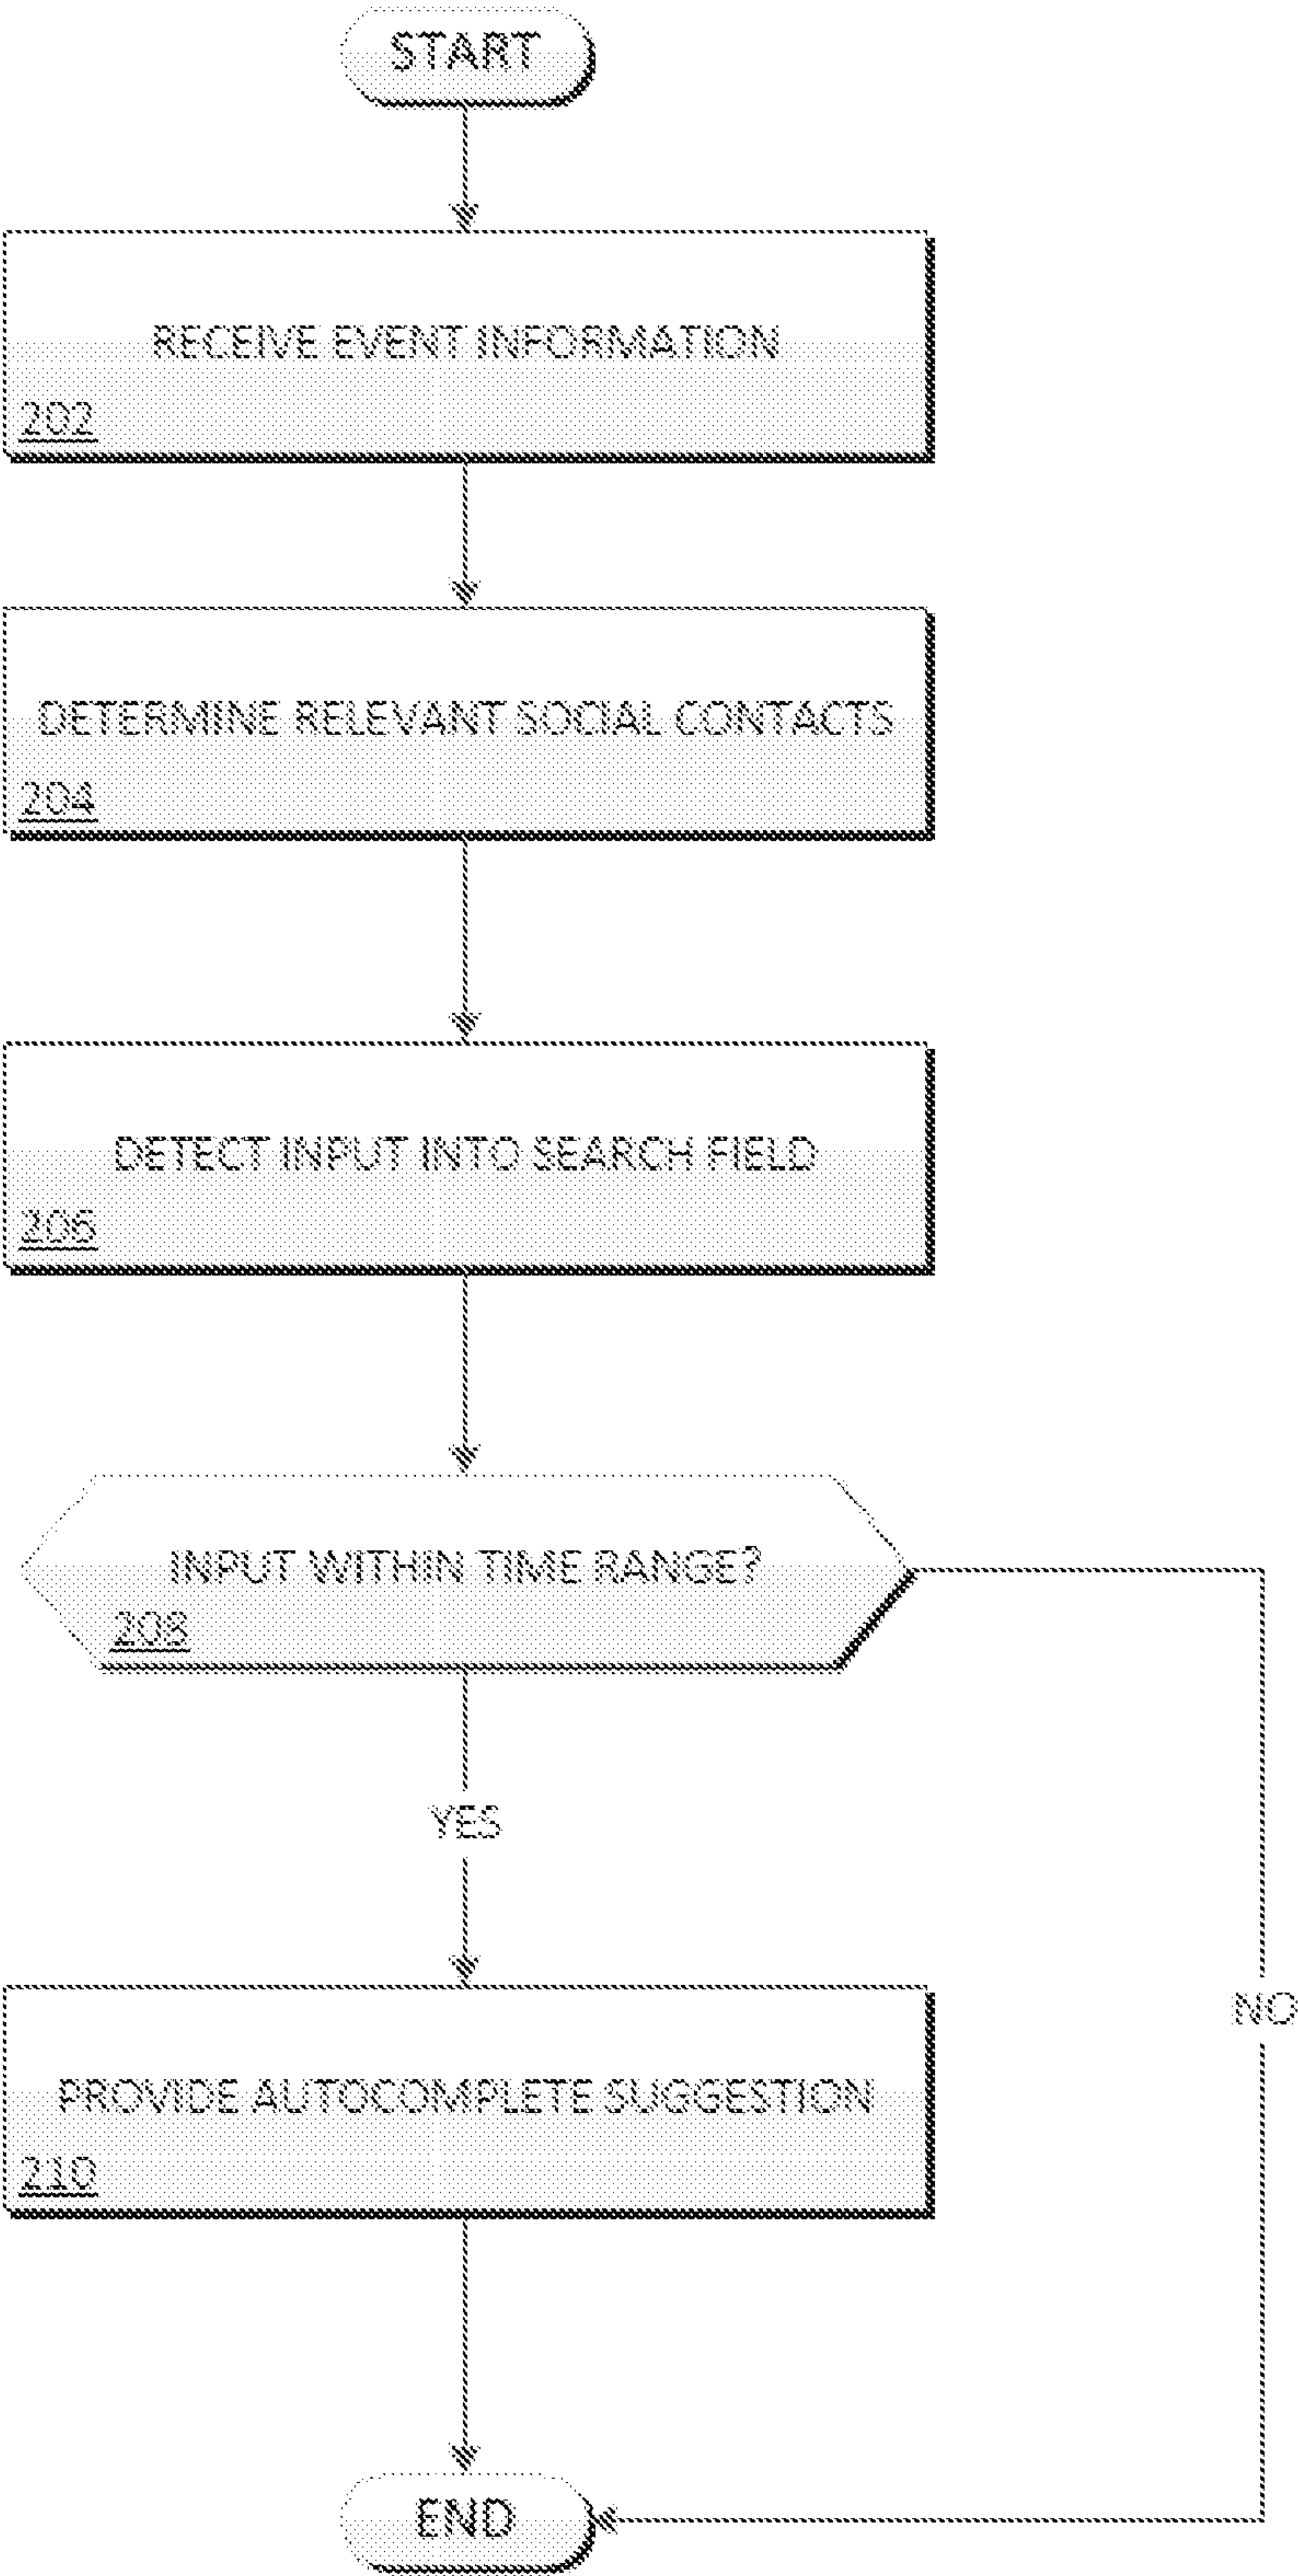 START
RECEIVE EVENT INFORMATION
202
DETERMINE RELEVANT SOCIAL CONTACTS
204
DETECT INPUT INTO SEARCH FIELD
206
INPUT WITHIN TIME RANGE?
208
YES
NO
PROVIDE AUTOCOMPLETE SUGGESTION
210
END